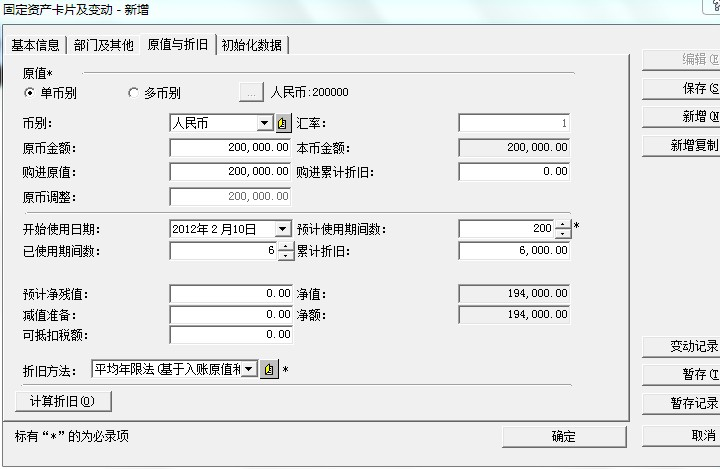 固定资产卡片及变动 - 新增
基本信息 部门及其他 原值与折旧 初始化数据
原值*
单币别 多币别 ... 人民币:200000
币别: 人民币 汇率: 1
原币金额: 200,000.00 本币金额: 200,000.00
购进原值: 200,000.00 购进累计折旧: 0.00
原币调整: 200,000.00
开始使用日期: 2012年 2月10日 预计使用期间数: 200 *
已使用期间数: 6 累计折旧: 6,000.00
预计净残值: 0.00 净值: 194,000.00
减值准备: 0.00 净额: 194,000.00
可抵扣税额: 0.00
折旧方法: 平均年限法(基于入账原值和 *
计算折旧(O)
标有“*”的为必录项 确定
编辑(E
保存(S
新增(N
新增复制
变动记录
暂存(T
暂存记录
取消